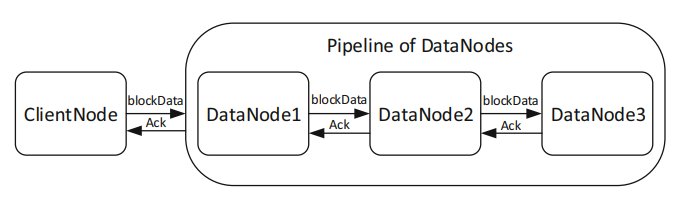 Pipeline of DataNodes
ClientNode
blockData
Ack
DataNode1
blockData
Ack
DataNode2
blockData
Ack
DataNode3